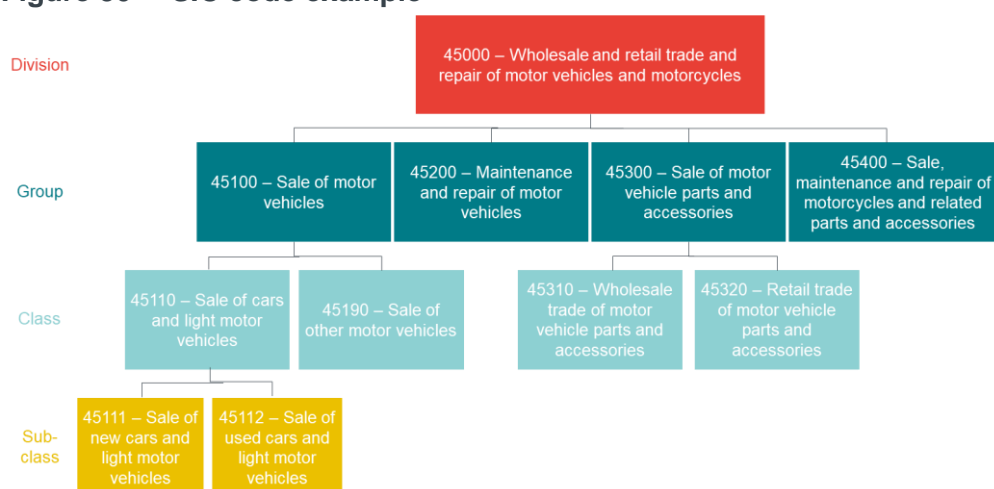 Division
45000 – Wholesale and retail trade and
repair of motor vehicles and motorcycles
Group
45100 – Sale of motor
vehicles
45200 – Maintenance
and repair of motor
vehicles
45300 – Sale of motor
vehicle parts and
accessories
45400 – Sale,
maintenance and repair of
motorcycles and related
parts and accessories
Class
45110 – Sale of cars
and light motor
vehicles
45190 – Sale of
other motor vehicles
45310 – Wholesale
trade of motor
vehicle parts and
accessories
45320 – Retail trade
of motor vehicle
parts and
accessories
Sub-
class
45111 – Sale of
new cars and
light motor
vehicles
45112 – Sale of
used cars and
light motor
vehicles